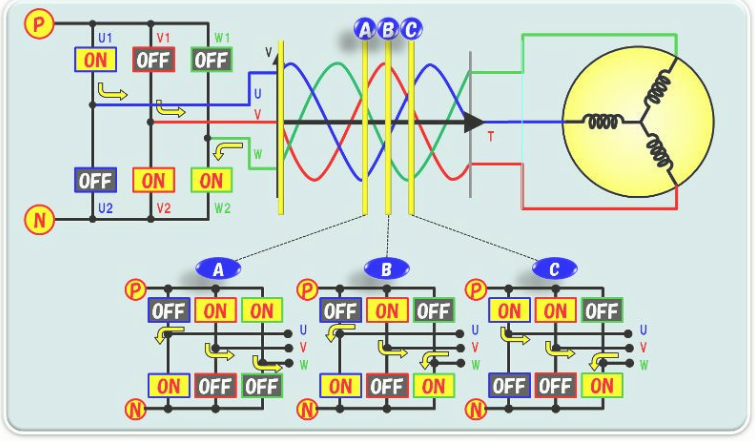 P
U1 V1 W1
ON OFF OFF
V
A B C
U
V
W
T
OFF ON ON
U2 V2 W2
N
A B C
P P P
OFF ON ON OFF ON OFF ON ON OFF
U U U
V V V
W W W
ON OFF OFF ON OFF ON OFF OFF ON
N N N